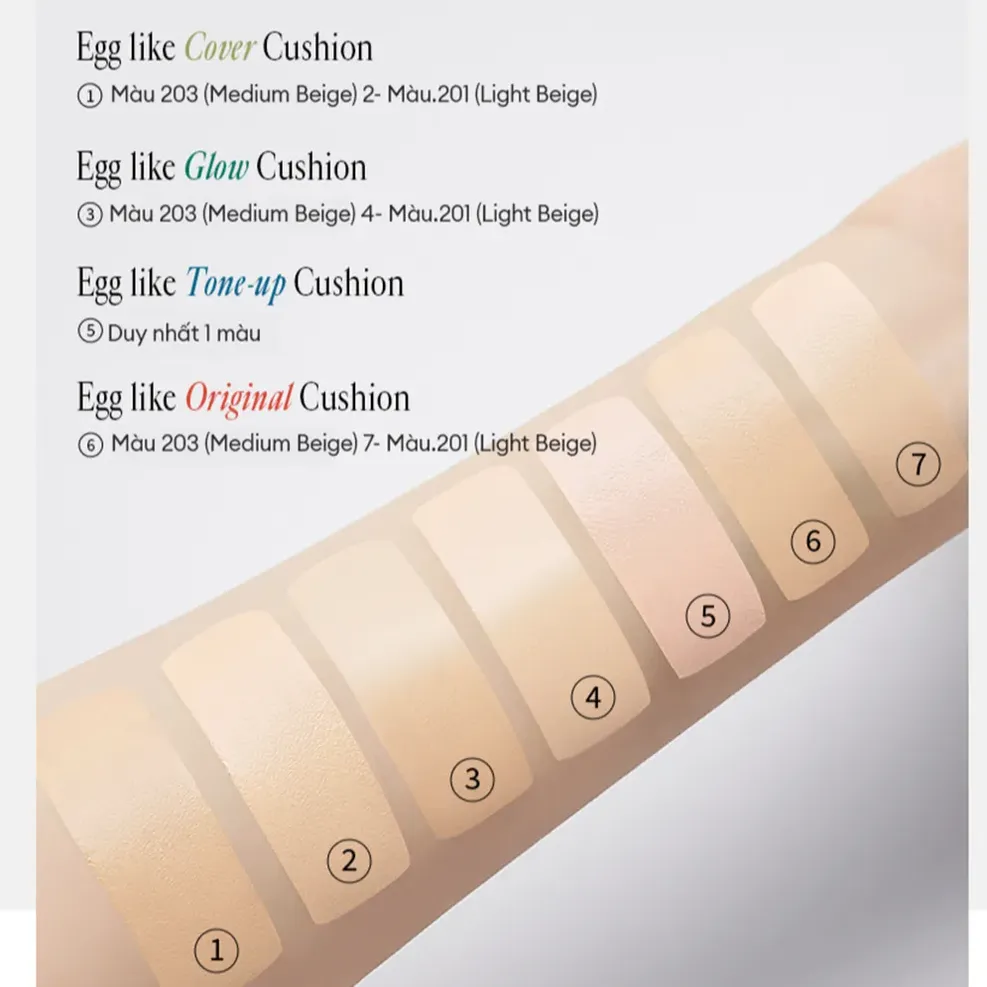 Egg like Cover Cushion
① Màu 203 (Medium Beige) 2- Màu.201 (Light Beige)
Egg like Glow Cushion
③ Màu 203 (Medium Beige) 4- Màu.201 (Light Beige)
Egg like Tone-up Cushion
⑤ Duy nhất 1 màu
Egg like Original Cushion
⑥ Màu 203 (Medium Beige) 7- Màu.201 (Light Beige)
⑦
⑥
⑤
④
③
②
①